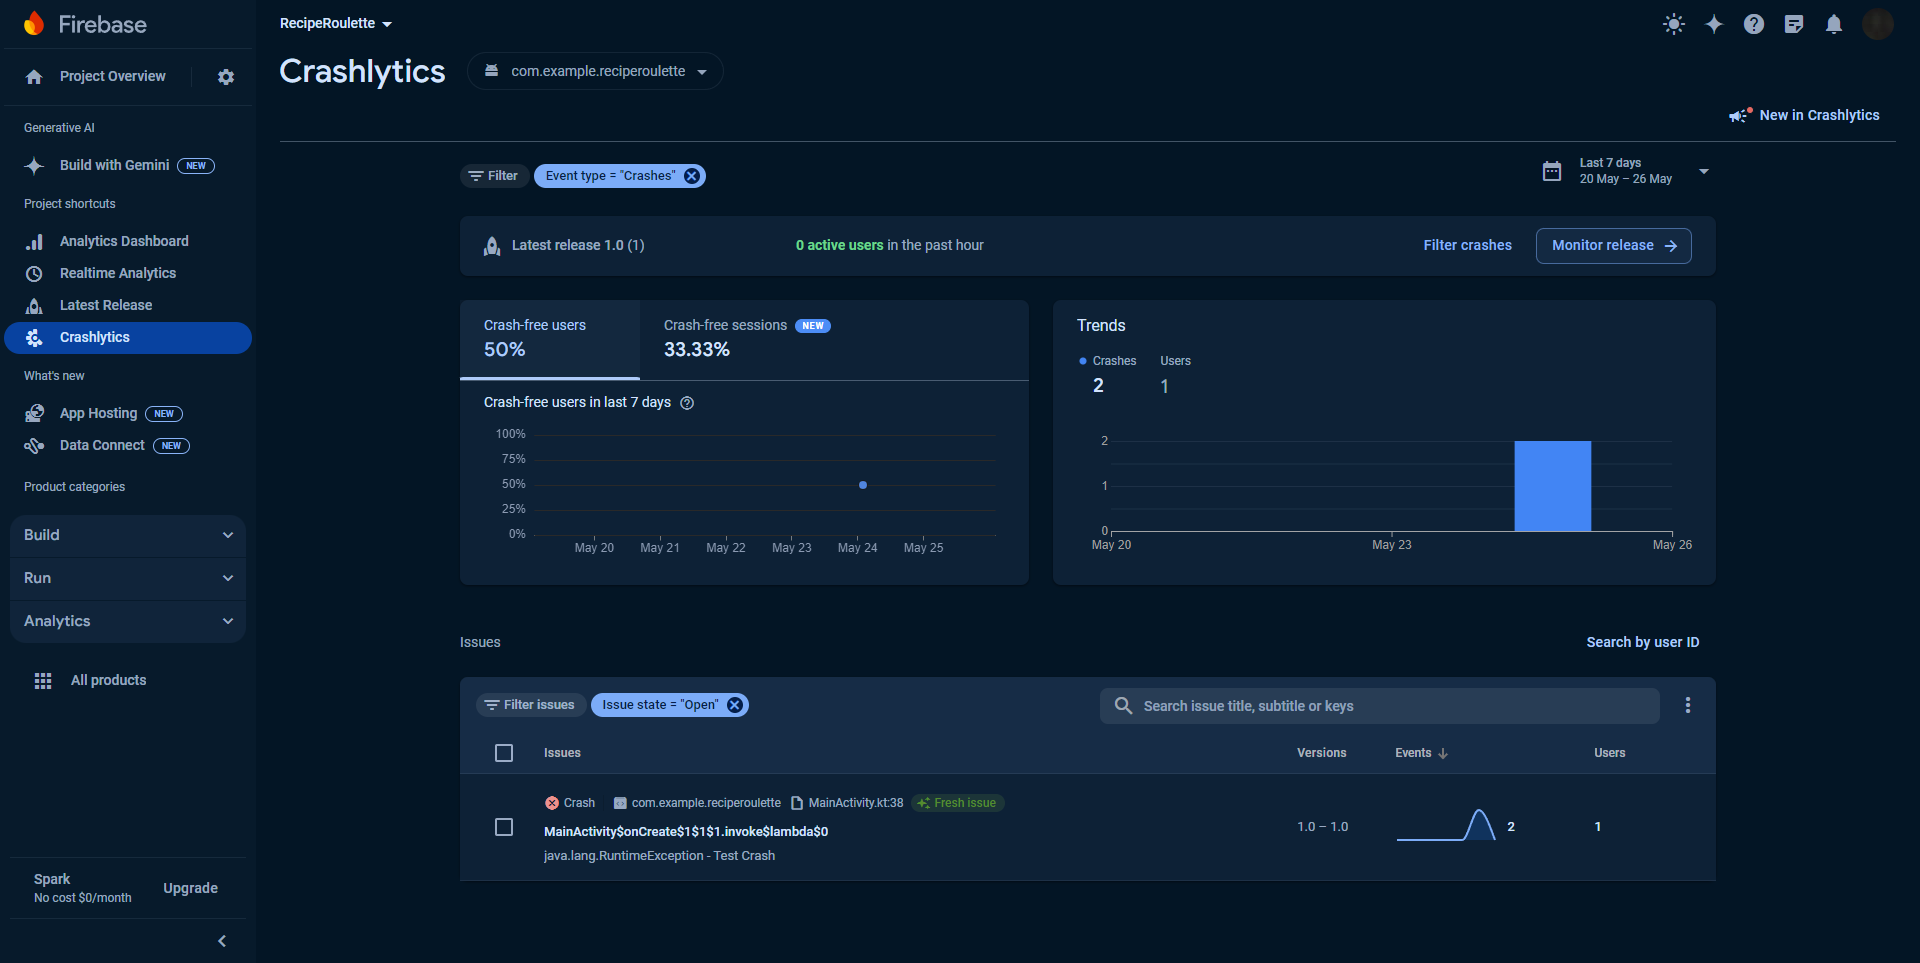 Firebase
Project Overview
Generative AI
Build with Gemini NEW
Project shortcuts
Analytics Dashboard
Realtime Analytics
Latest Release
Crashlytics
What's new
App Hosting NEW
Data Connect NEW
Product categories
Build
Run
Analytics
All products
Spark
No cost $0/month
Upgrade
RecipeRoulette
Crashlytics
com.example.reciperoulette
New in Crashlytics
Filter
Event type = "Crashes"
Last 7 days
20 May – 26 May
Latest release 1.0 (1)
0 active users in the past hour
Filter crashes
Monitor release
Crash-free users
50%
Crash-free sessions NEW
33.33%
Crash-free users in last 7 days
100%
75%
50%
25%
0%
May 20 May 21 May 22 May 23 May 24 May 25
Trends
Crashes Users
2 1
2
1
0
May 20 May 23 May 26
Issues
Search by user ID
Filter issues
Issue state = "Open"
Search issue title, subtitle or keys
Issues Versions Events Users
Crash com.example.reciperoulette MainActivity.kt:38 Fresh issue
MainActivity$onCreate$1$1$1.invoke$lambda$0
java.lang.RuntimeException - Test Crash
1.0 – 1.0 2 1